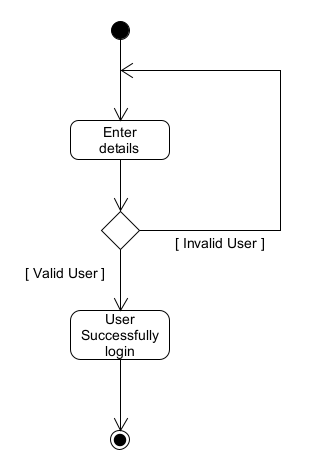 Enter
details
[ Invalid User ]
[ Valid User ]
User
Successfully
login